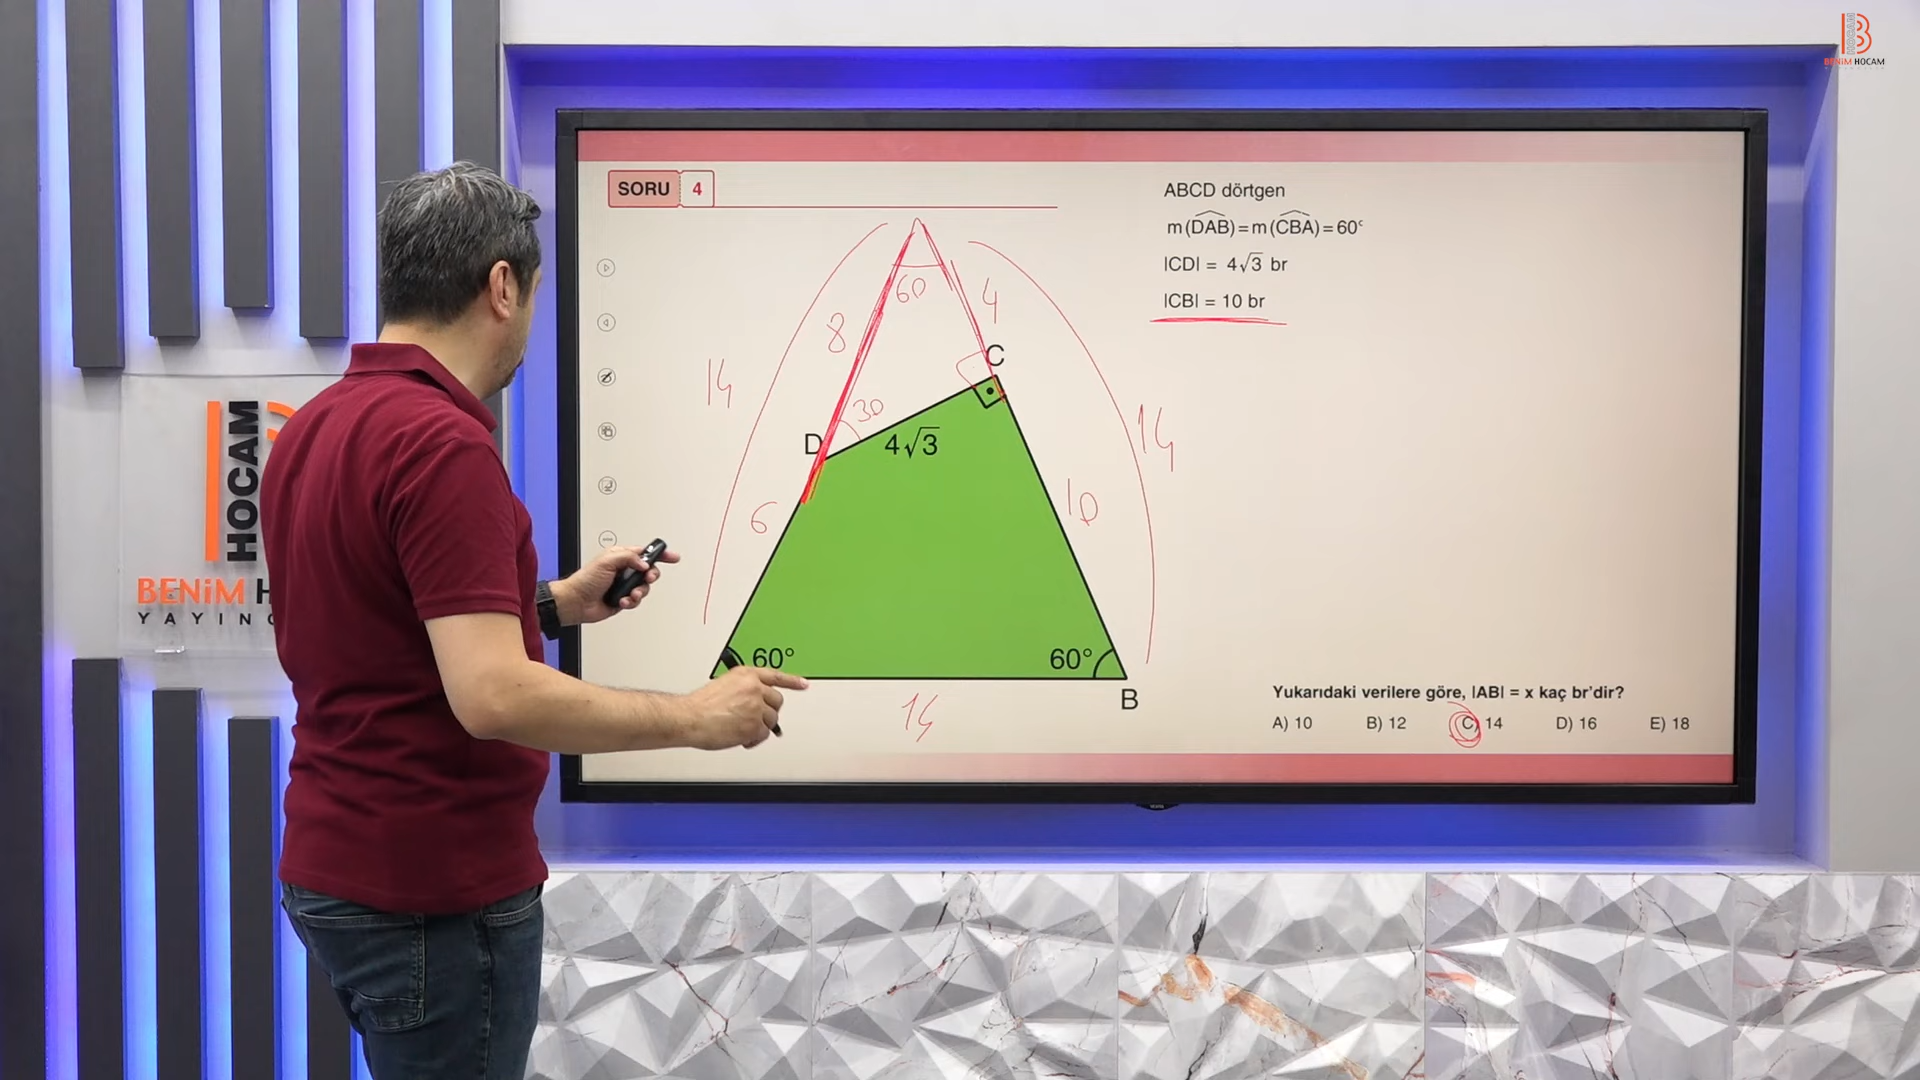 BENİM HOCAM
SORU 4
ABCD dörtgen
m(DAB)=m(CBA)=60°
|CD| = 4√3 br
|CB| = 10 br
60
4
8
C
14
30
14
D
4√3
6
10
HOCAM
BENİM H
YAYINC
60°
60°
B
14
Yukarıdaki verilere göre, |AB| = x kaç br'dir?
A) 10 B) 12 C) 14 D) 16 E) 18